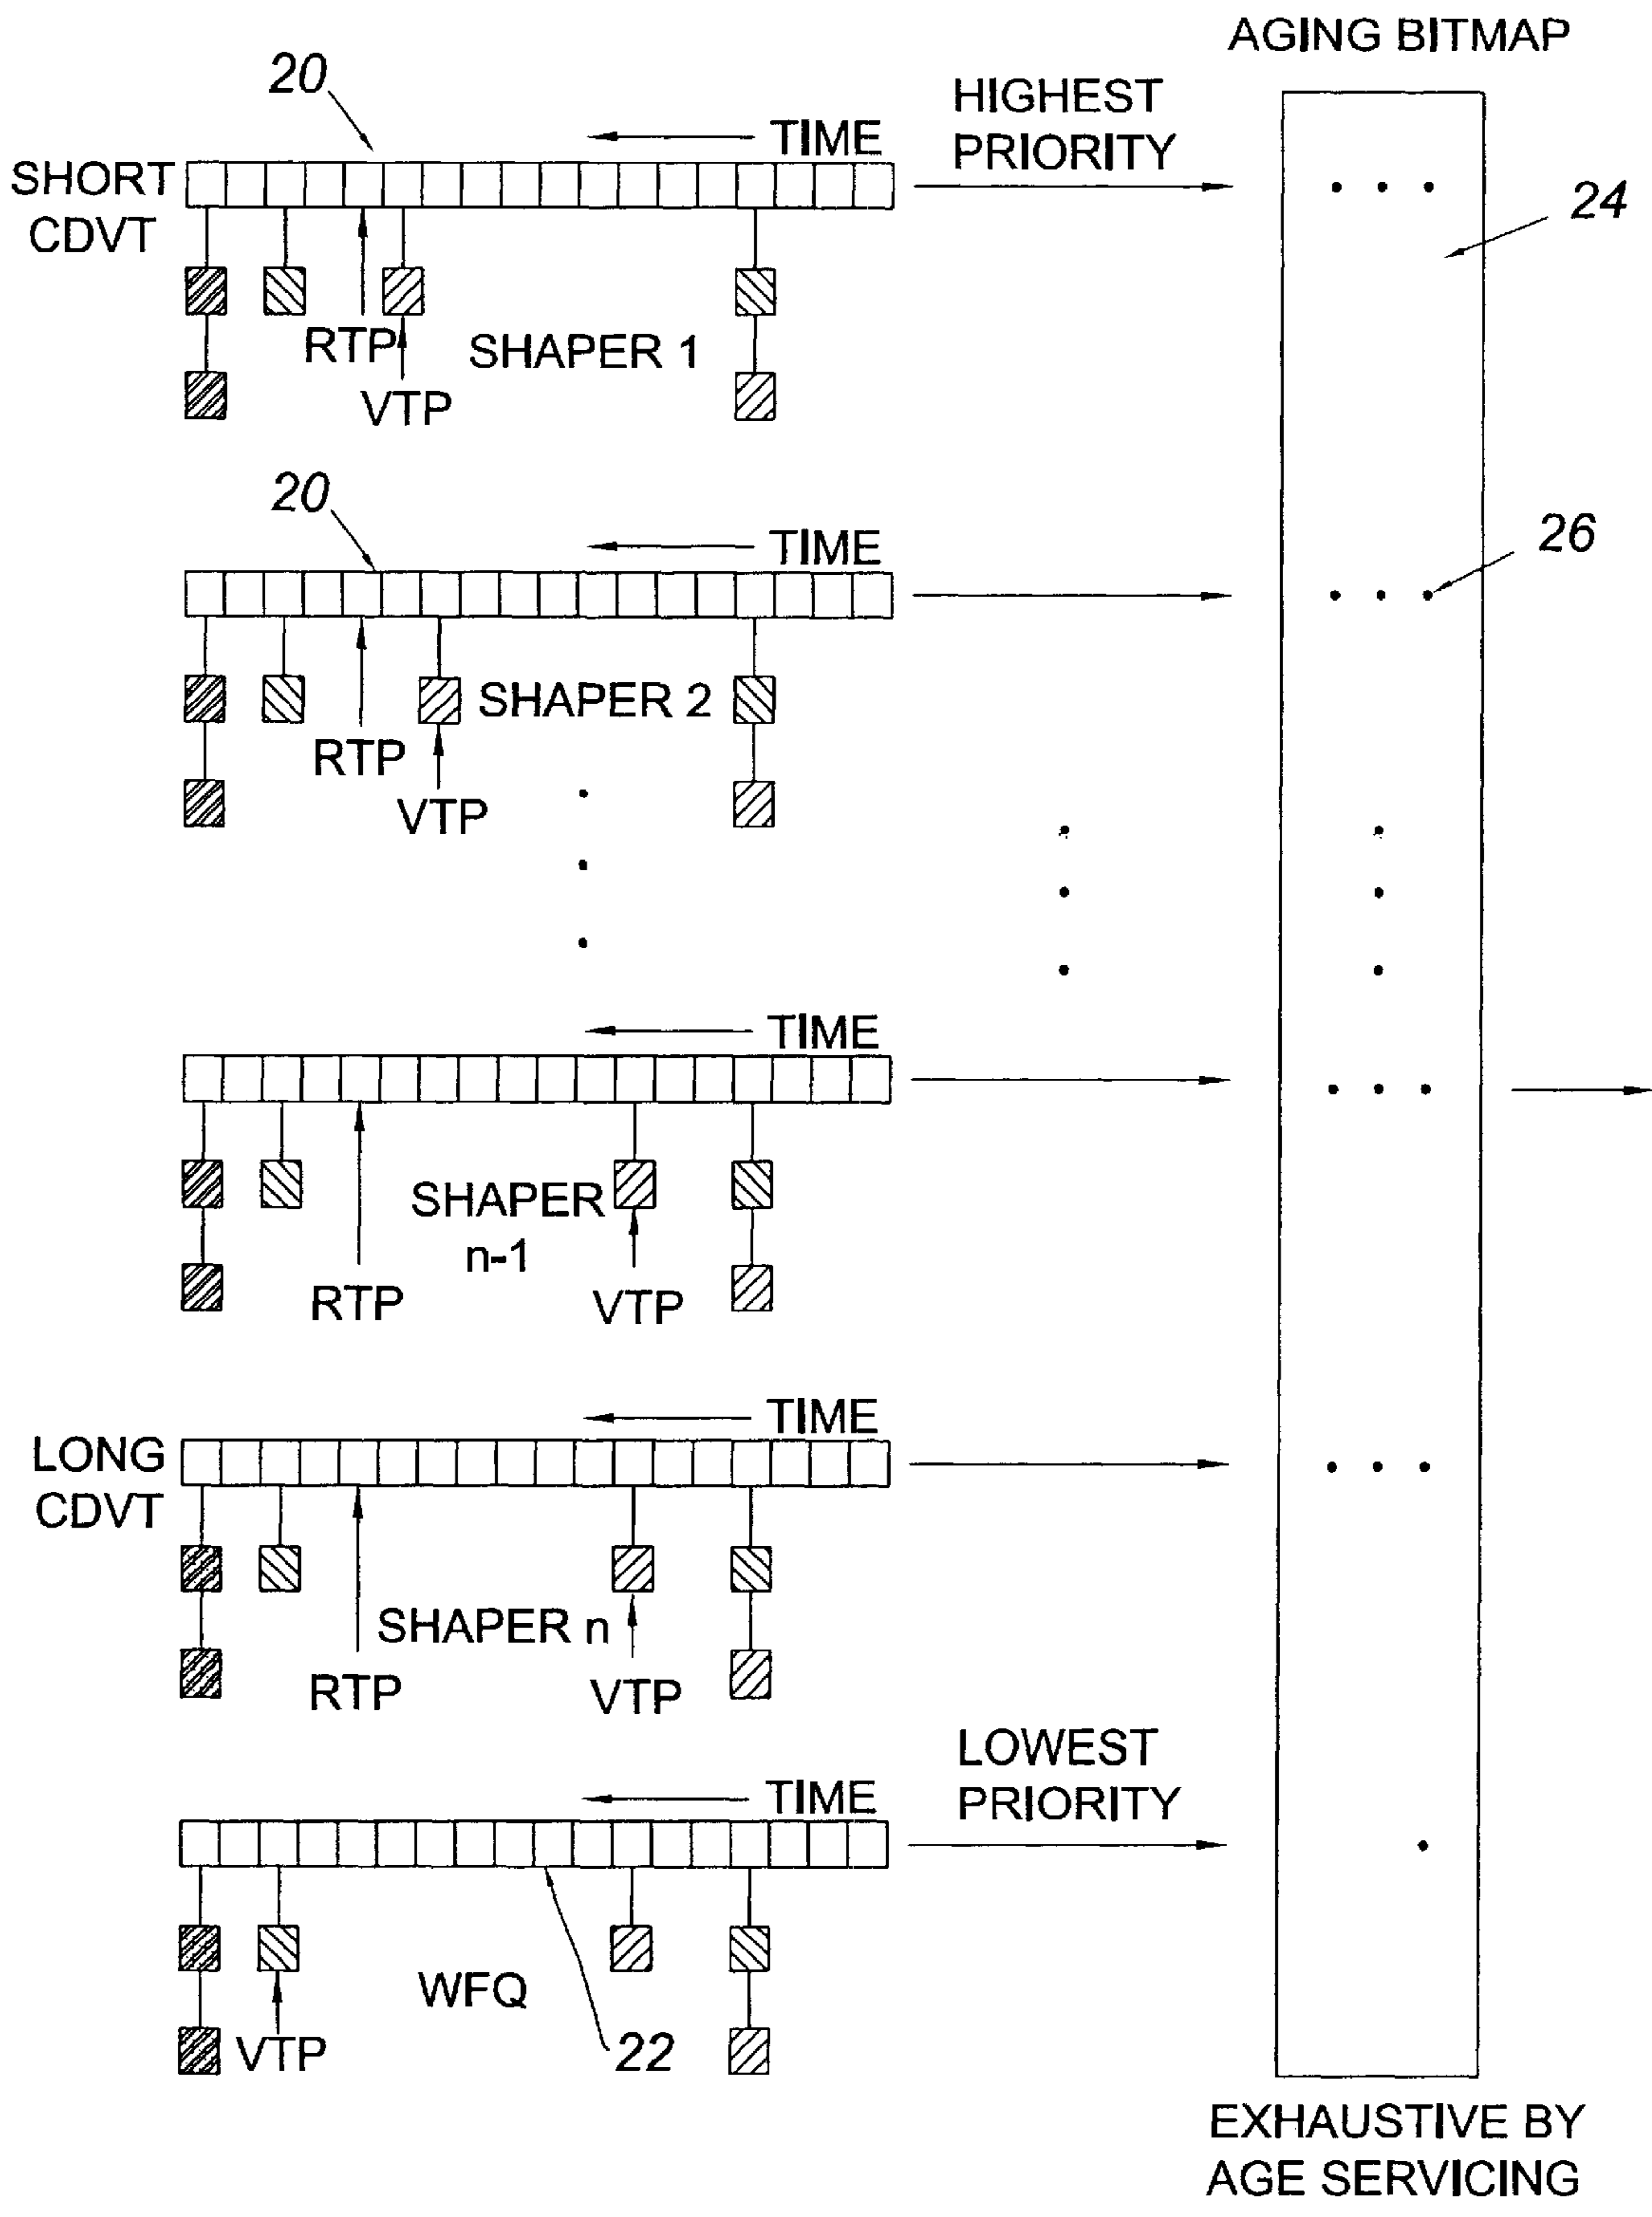 AGING BITMAP
20
HIGHEST
PRIORITY
TIME
SHORT
CDVT
24
RTP
SHAPER 1
VTP
20
26
TIME
SHAPER 2
RTP
VTP
TIME
SHAPER
n-1
RTP
VTP
TIME
LONG
CDVT
SHAPER n
RTP
VTP
LOWEST
PRIORITY
TIME
WFQ
VTP
22
EXHAUSTIVE BY
AGE SERVICING